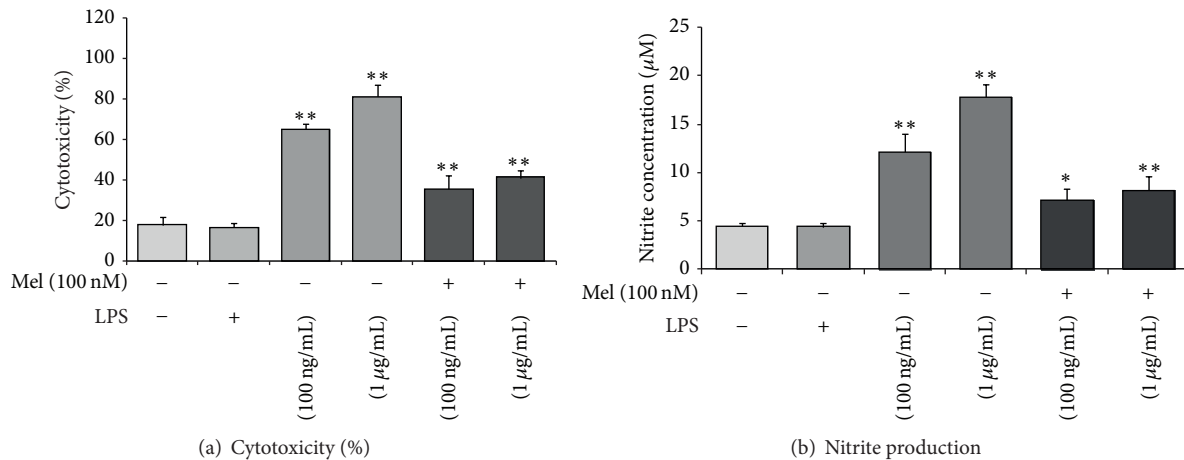 120
100
80
60
40
20
0
Cytotoxicity (%)
**
**
**
**
Mel (100 nM) − − − − + +
LPS − + (100 ng/mL) (1 μg/mL) (100 ng/mL) (1 μg/mL)
(a) Cytotoxicity (%)
25
20
15
10
5
0
Nitrite concentration (μM)
**
**
*
**
Mel (100 nM) − − − − + +
LPS − + (100 ng/mL) (1 μg/mL) (100 ng/mL) (1 μg/mL)
(b) Nitrite production